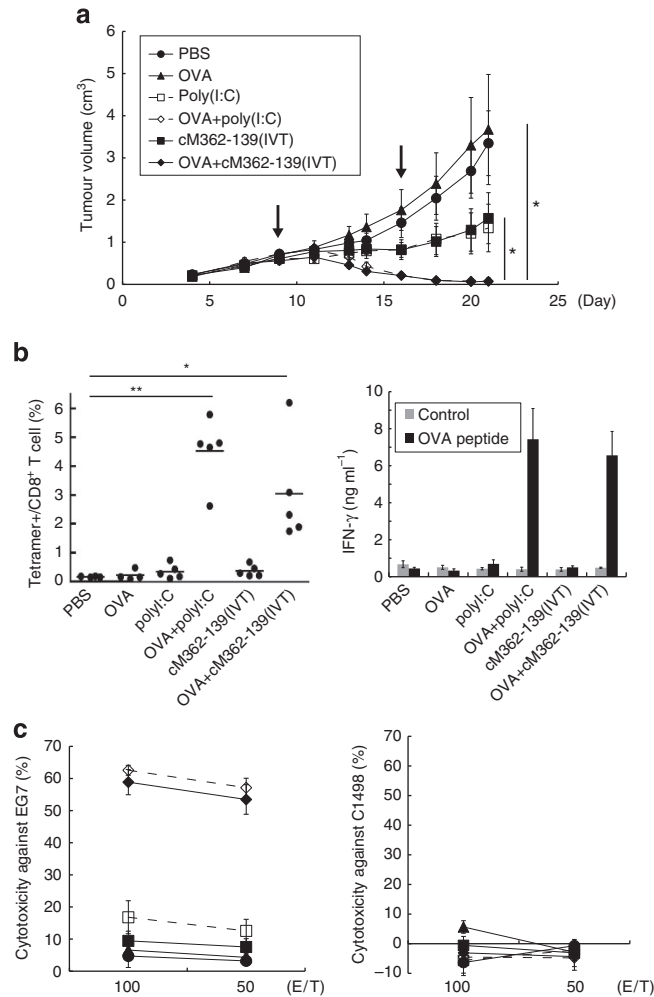 a
Tumour volume (cm³)
6
5
4
3
2
1
0
PBS
OVA
Poly(I:C)
OVA+poly(I:C)
cM362-139(IVT)
OVA+cM362-139(IVT)
*
*
0 5 10 15 20 25 (Day)
b
Tetramer+/CD8⁺ T cell (%)
6
5
4
3
2
1
0
*
**
PBS
OVA
polyI:C
OVA+polyI:C
cM362-139(IVT)
OVA+cM362-139(IVT)
IFN-γ (ng ml⁻¹)
10
8
6
4
2
0
Control
OVA peptide
PBS
OVA
polyI:C
OVA+polyI:C
cM362-139(IVT)
OVA+cM362-139(IVT)
c
Cytotoxicity against EG7 (%)
70
60
50
40
30
20
10
0
100 50 (E/T)
Cytotoxicity against C1498 (%)
70
60
50
40
30
20
10
0
−10
100 50 (E/T)